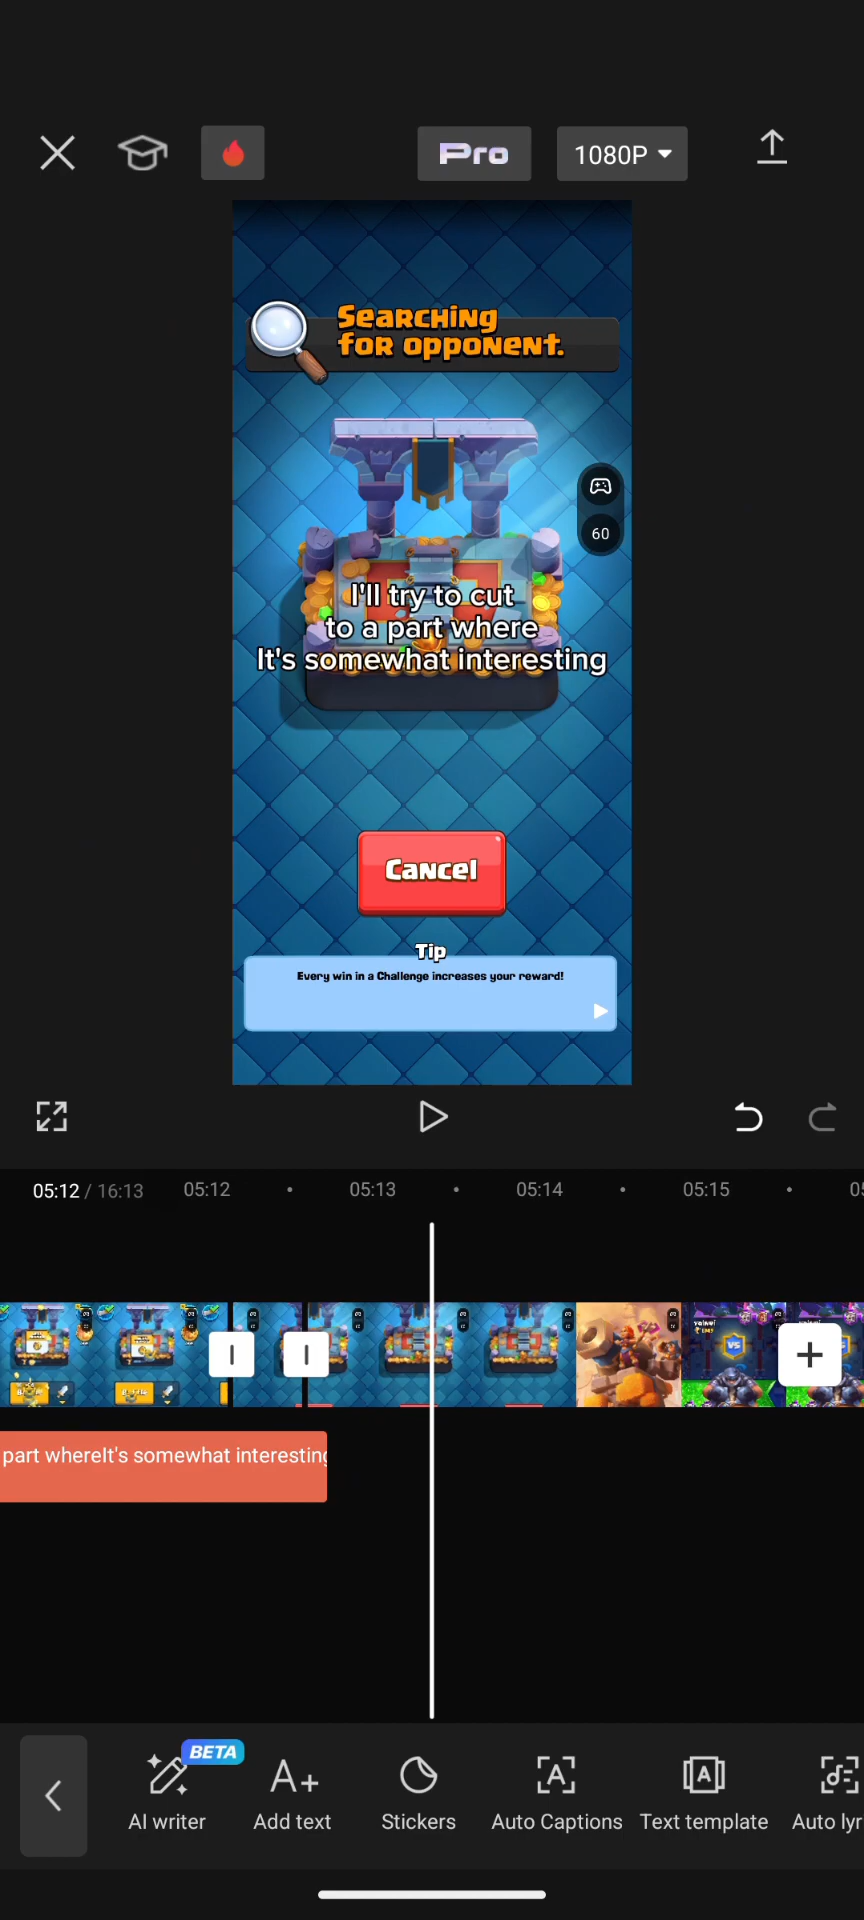 Pro
1080P
Searching
for opponent.
60
I'll try to cut
to a part where
It's somewhat interesting
Cancel
Tip
Every win in a Challenge increases your reward!
05:12 / 16:13
05:12
05:13
05:14
05:15
VS
part whereIt's somewhat interesting
BETA
AI writer
Add text
Stickers
Auto Captions
Text template
Auto lyr